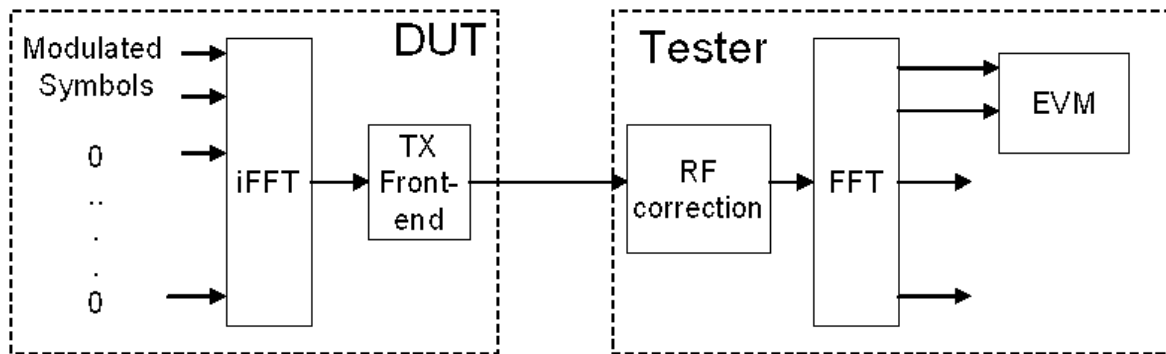 DUT
Modulated
Symbols
0
..
.
.
0
iFFT
TX
Front-
end
Tester
RF
correction
FFT
EVM